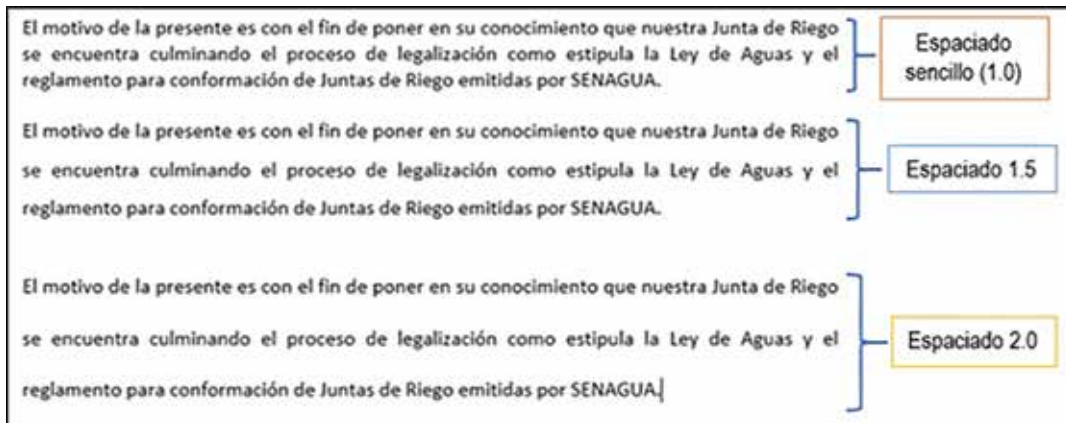 El motivo de la presente es con el fin de poner en su conocimiento que nuestra Junta de Riego
se encuentra culminando el proceso de legalización como estipula la Ley de Aguas y el
reglamento para conformación de Juntas de Riego emitidas por SENAGUA.
Espaciado
sencillo (1.0)
El motivo de la presente es con el fin de poner en su conocimiento que nuestra Junta de Riego
se encuentra culminando el proceso de legalización como estipula la Ley de Aguas y el
reglamento para conformación de Juntas de Riego emitidas por SENAGUA.
Espaciado 1.5
El motivo de la presente es con el fin de poner en su conocimiento que nuestra Junta de Riego
se encuentra culminando el proceso de legalización como estipula la Ley de Aguas y el
reglamento para conformación de Juntas de Riego emitidas por SENAGUA.
Espaciado 2.0